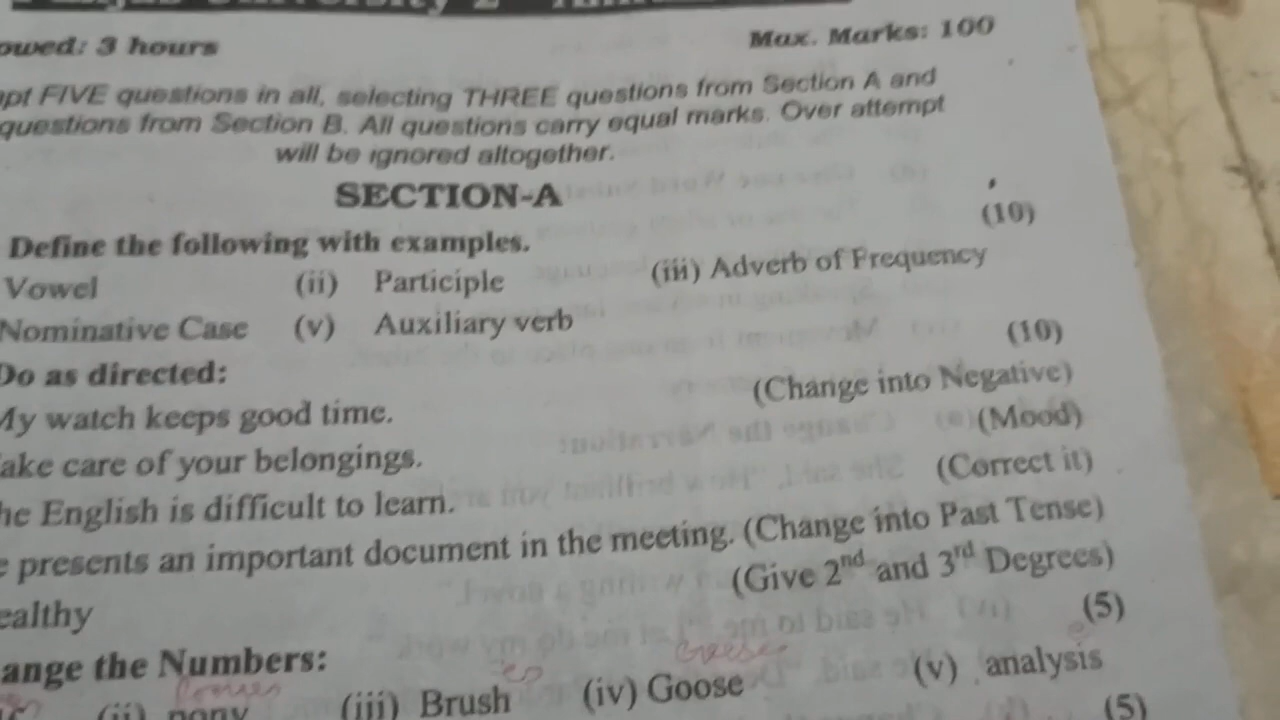 owed: 3 hours Max. Marks: 100
pt FIVE questions in all, selecting THREE questions from Section A and
questions from Section B. All questions carry equal marks. Over attempt
will be ignored altogether.
SECTION-A
Define the following with examples. (10)
Vowel (ii) Participle (iii) Adverb of Frequency
Nominative Case (v) Auxiliary verb
Do as directed: (10)
My watch keeps good time. (Change into Negative)
ake care of your belongings. (Mood)
he English is difficult to learn. (Correct it)
e presents an important document in the meeting. (Change into Past Tense)
ealthy (Give 2nd and 3rd Degrees)
ange the Numbers: (5)
es
(ii) pony (iii) Brush (iv) Goose (v) analysis
(5)